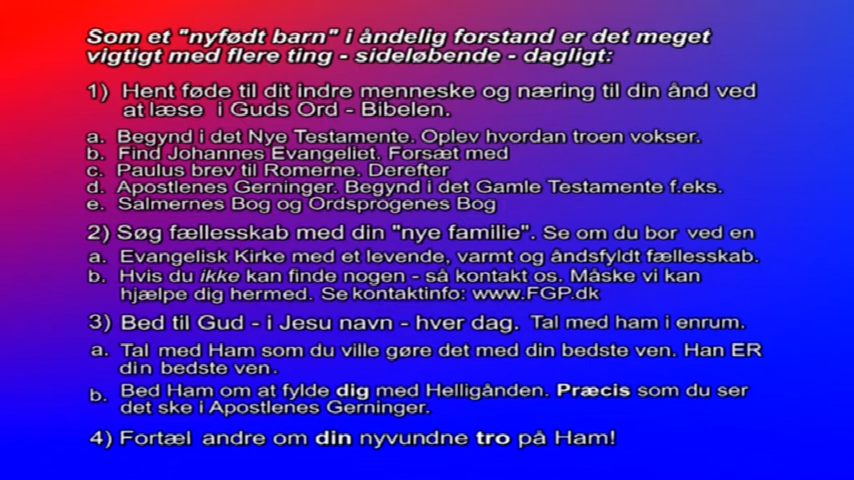 Som et "nyfødt barn" i åndelig forstand er det meget
vigtigt med flere ting - sideløbende - dagligt:
1) Hent føde til dit indre menneske og næring til din ånd ved
at læse i Guds Ord - Bibelen.
a. Begynd i det Nye Testamente. Oplev hvordan troen vokser.
b. Find Johannes Evangeliet. Forsæt med
c. Paulus brev til Romerne. Derefter
d. Apostlenes Gerninger. Begynd i det Gamle Testamente f.eks.
e. Salmernes Bog og Ordsprogenes Bog
2) Søg fællesskab med din "nye familie". Se om du bor ved en
a. Evangelisk Kirke med et levende, varmt og åndsfyldt fællesskab.
b. Hvis du ikke kan finde nogen - så kontakt os. Måske vi kan
hjælpe dig hermed. Se kontaktinfo: www.FGP.dk
3) Bed til Gud - i Jesu navn - hver dag. Tal med ham i enrum.
a. Tal med Ham som du ville gøre det med din bedste ven. Han ER
din bedste ven.
b. Bed Ham om at fylde dig med Helligånden. Præcis som du ser
det ske i Apostlenes Gerninger.
4) Fortæl andre om din nyvundne tro på Ham!